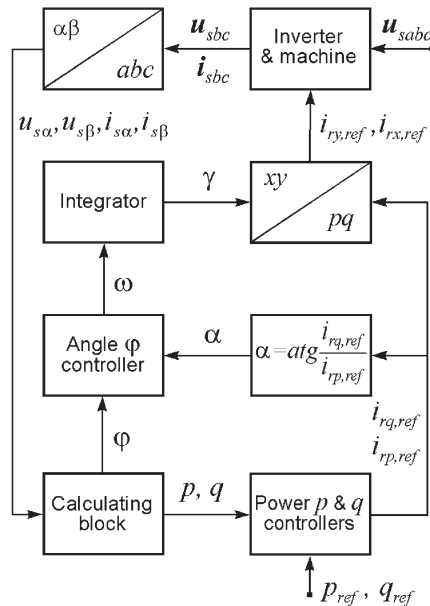 αβ
abc
u_sbc
i_sbc
Inverter
& machine
u_sabc
u_sα, u_sβ, i_sα, i_sβ
i_ry,ref , i_rx,ref
Integrator
γ
xy
pq
ω
Angle φ
controller
α
α=atg i_rq,ref / i_rp,ref
i_rq,ref
i_rp,ref
φ
Calculating
block
p, q
Power p & q
controllers
p_ref , q_ref